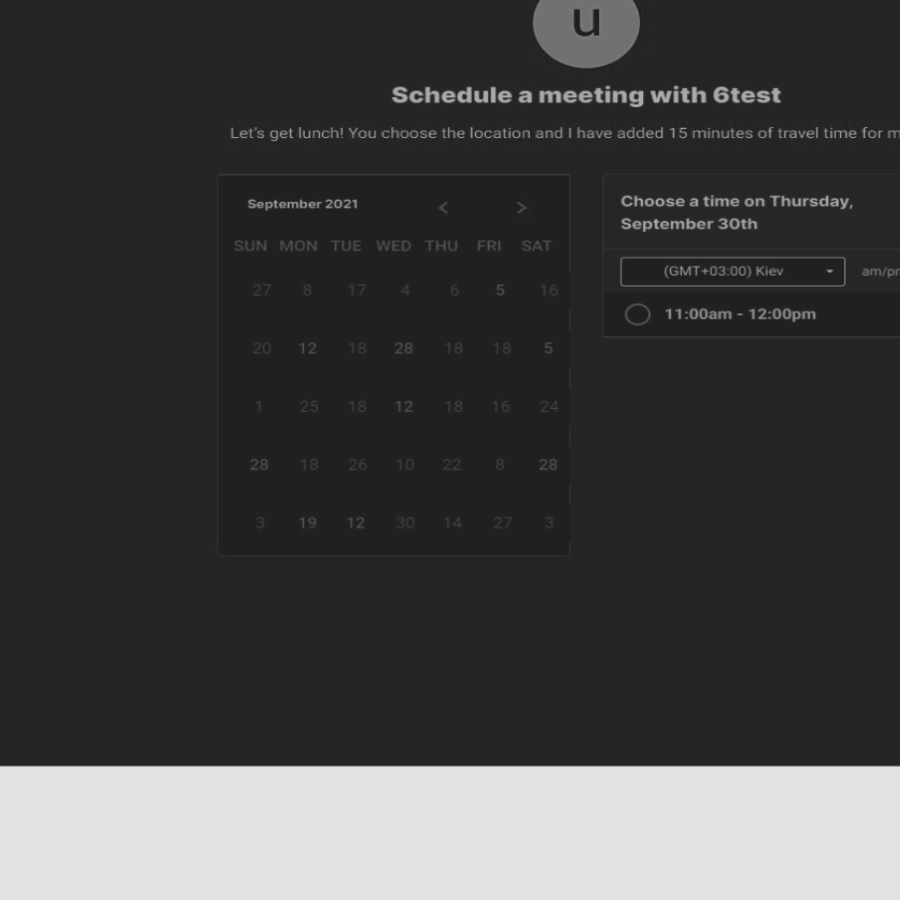 u
Schedule a meeting with 6test
Let's get lunch! You choose the location and I have added 15 minutes of travel time for
September 2021 < >
SUN MON TUE WED THU FRI SAT
27 8 17 4 6 5 16
20 12 18 28 18 18 5
1 25 18 12 18 16 24
28 18 26 10 22 8 28
3 19 12 30 14 27 3
Choose a time on Thursday,
September 30th
(GMT+03:00) Kiev am/
11:00am - 12:00pm